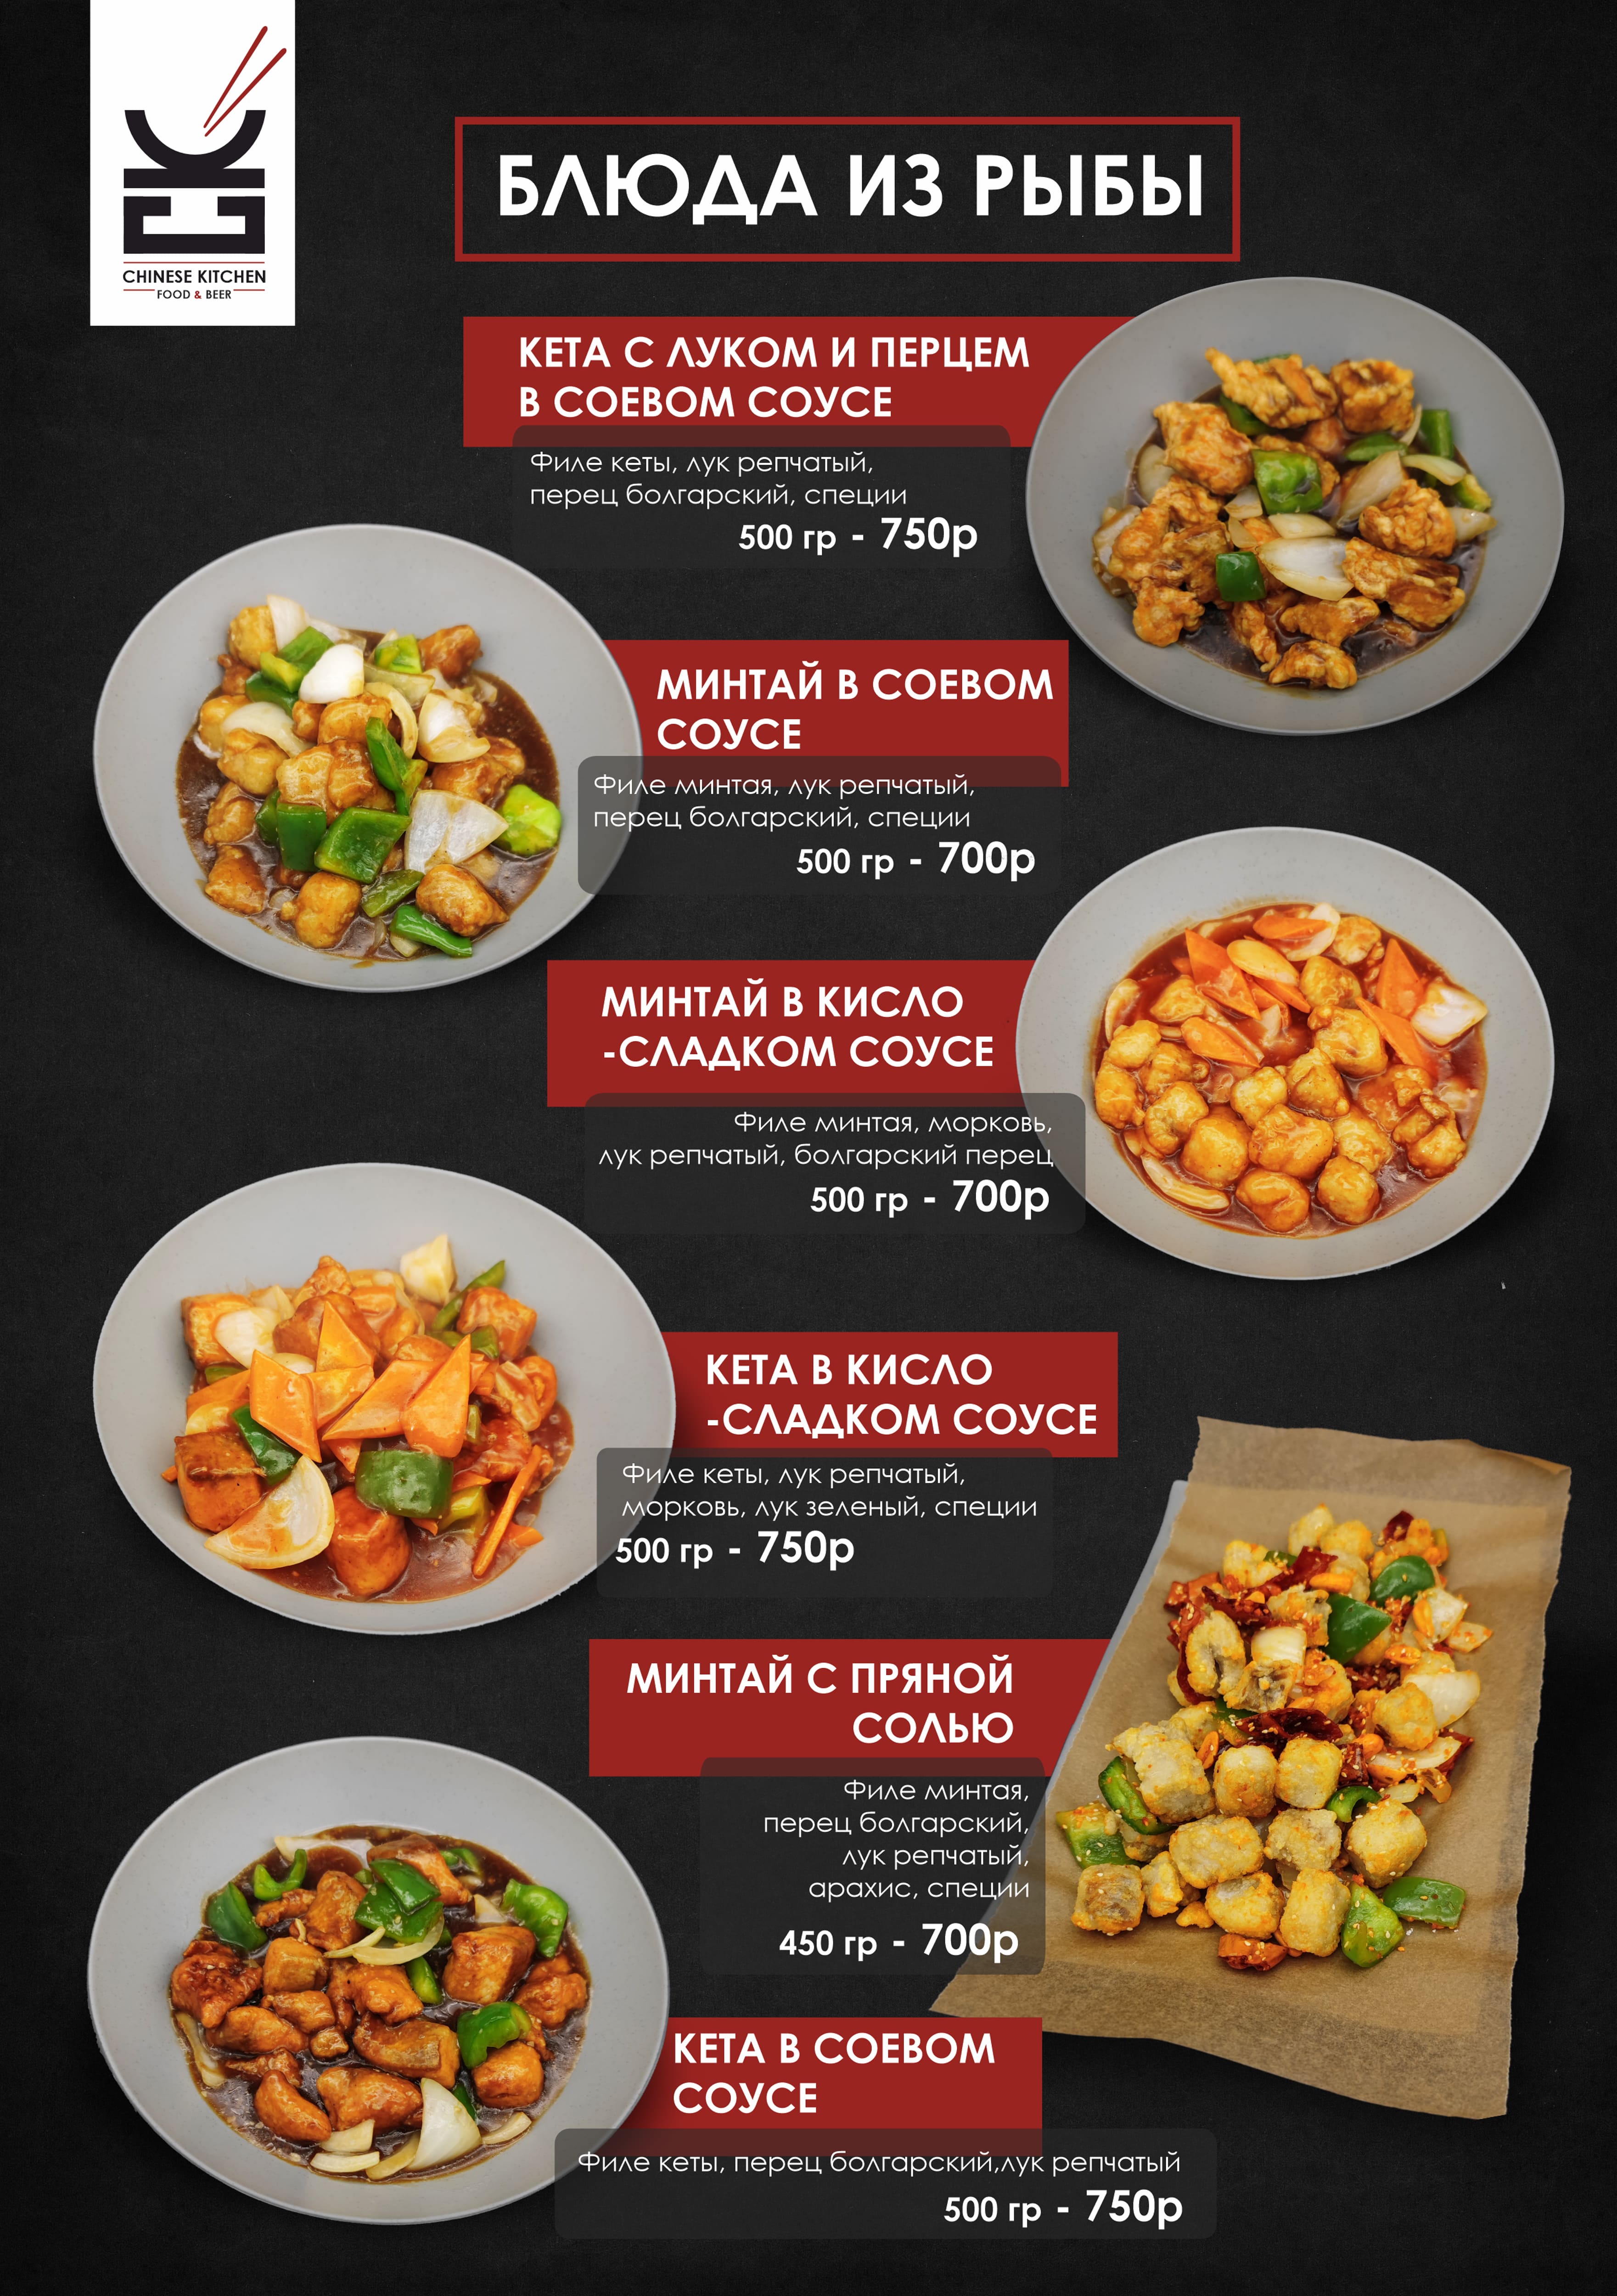 CHINESE KITCHEN
FOOD & BEER
БЛЮДА ИЗ РЫБЫ
КЕТА С ЛУКОМ И ПЕРЦЕМ
В СОЕВОМ СОУСЕ
Филе кеты, лук репчатый,
перец болгарский, специи
500 гр - 750р
МИНТАЙ В СОЕВОМ
СОУСЕ
Филе минтая, лук репчатый,
перец болгарский, специи
500 гр - 700р
МИНТАЙ В КИСЛО
-СЛАДКОМ СОУСЕ
Филе минтая, морковь,
лук репчатый, болгарский перец
500 гр - 700р
КЕТА В КИСЛО
-СЛАДКОМ СОУСЕ
Филе кеты, лук репчатый,
морковь, лук зеленый, специи
500 гр - 750р
МИНТАЙ С ПРЯНОЙ
СОЛЬЮ
Филе минтая,
перец болгарский,
лук репчатый,
арахис, специи
450 гр - 700р
КЕТА В СОЕВОМ
СОУСЕ
Филе кеты, перец болгарский,лук репчатый
500 гр - 750р